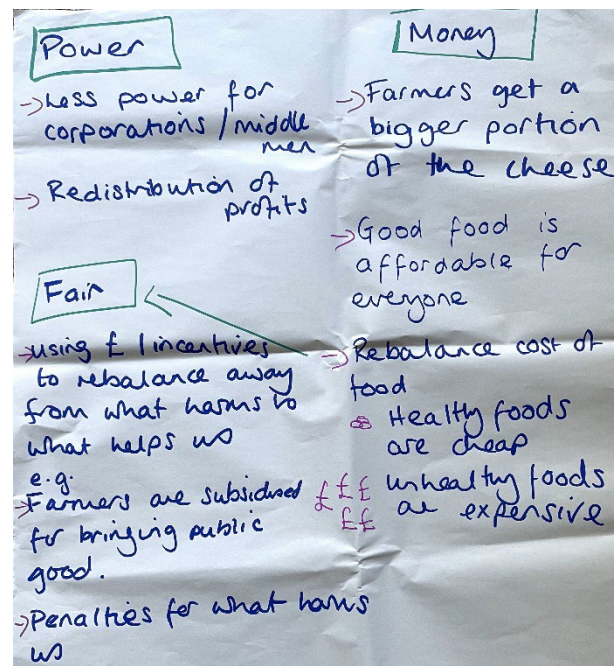 Power
→ Less power for
corporations / middle
men
→ Redistribution of
profits
Fair
→ using £ / incentives
to rebalance away
from what harms to
what helps us
e.g.
→ Farmers are subsidised
for bringing public
good.
→ Penalties for what harms
us
Money
→ Farmers get a
bigger portion
of the cheese
→ Good food is
affordable for
everyone
→ Rebalance cost of
food
Healthy foods
are cheap
£ £ £ unhealthy foods
£ £ are expensive